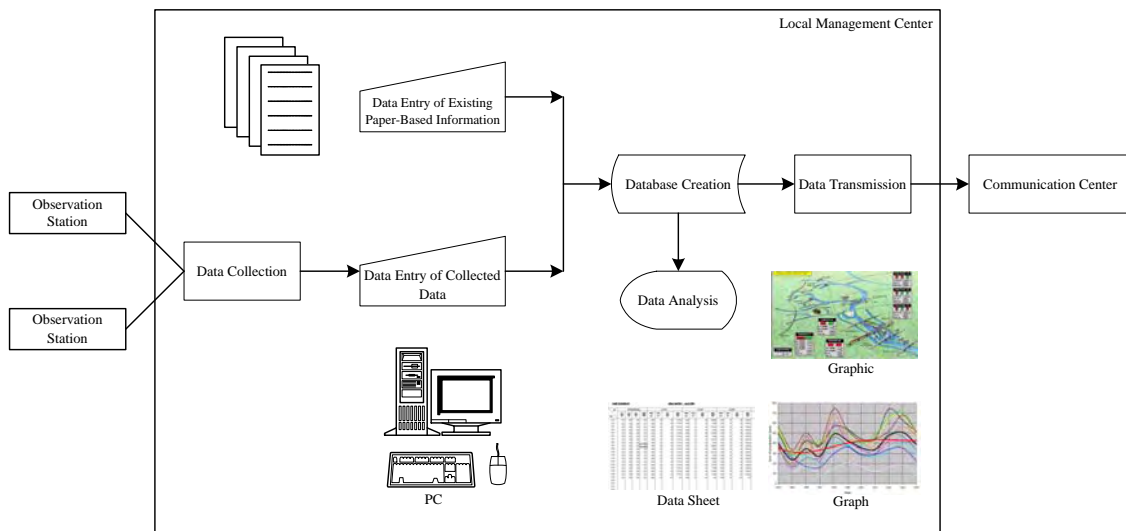 Local Management Center
Data Entry of Existing
Paper-Based Information
Observation
Station
Data Collection
Data Entry of Collected
Data
Database Creation
Data Transmission
Communication Center
Data Analysis
Observation
Station
Graphic
PC
Data Sheet
Graph